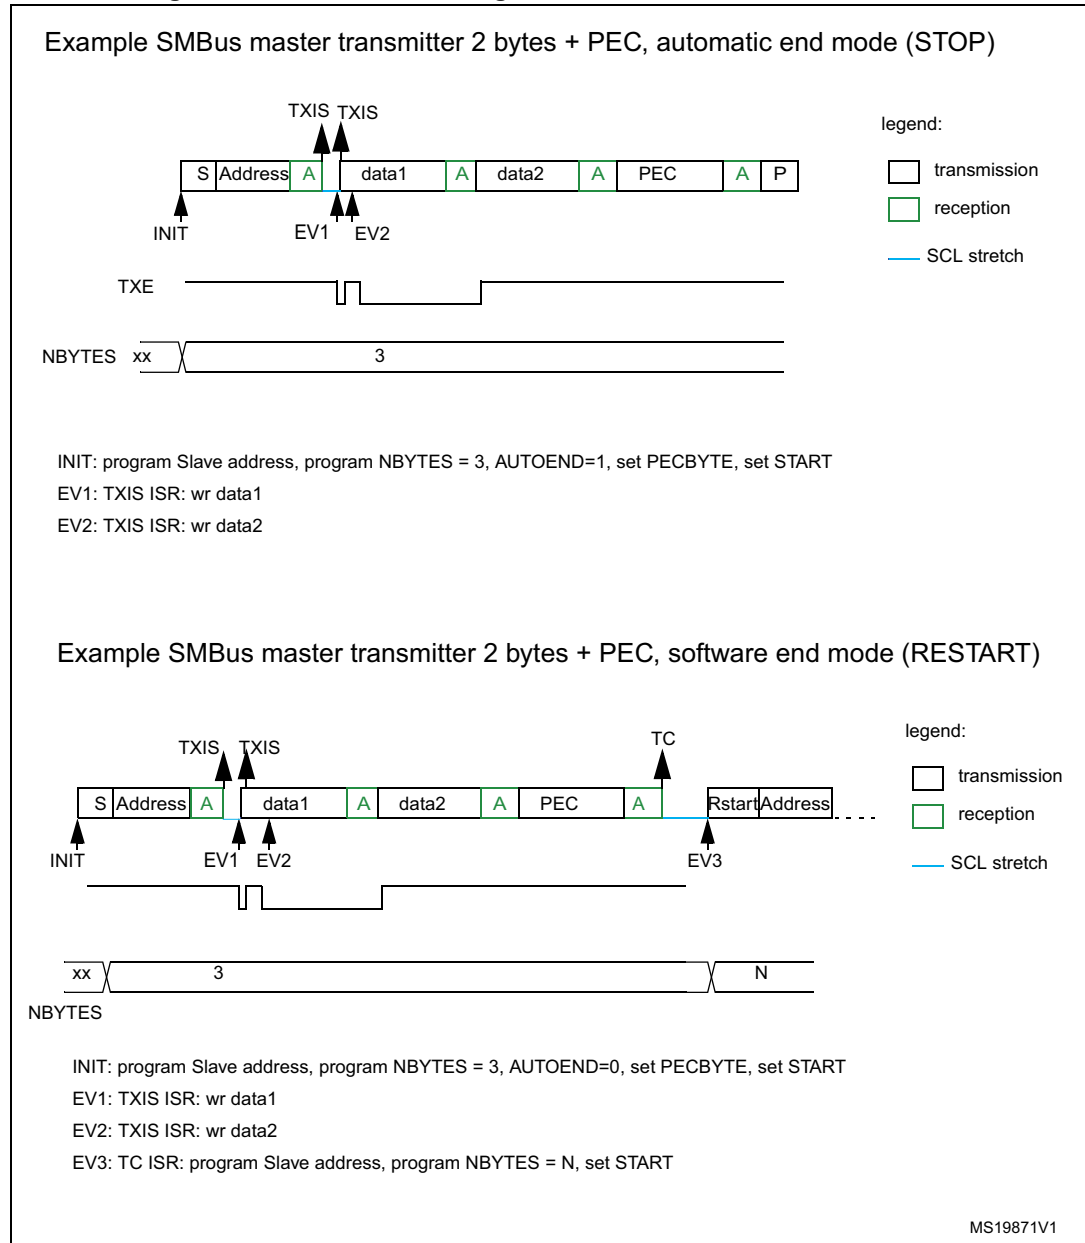 Example SMBus master transmitter 2 bytes + PEC, automatic end mode (STOP)
TXIS TXIS
legend:
S Address A data1 A data2 A PEC A P
transmission
reception
INIT EV1 EV2
SCL stretch
TXE
NBYTES xx 3
INIT: program Slave address, program NBYTES = 3, AUTOEND=1, set PECBYTE, set START
EV1: TXIS ISR: wr data1
EV2: TXIS ISR: wr data2
Example SMBus master transmitter 2 bytes + PEC, software end mode (RESTART)
TXIS TXIS TC
legend:
S Address A data1 A data2 A PEC A Rstart Address
transmission
reception
INIT EV1 EV2 EV3
SCL stretch
xx 3 N
NBYTES
INIT: program Slave address, program NBYTES = 3, AUTOEND=0, set PECBYTE, set START
EV1: TXIS ISR: wr data1
EV2: TXIS ISR: wr data2
EV3: TC ISR: program Slave address, program NBYTES = N, set START
MS19871V1